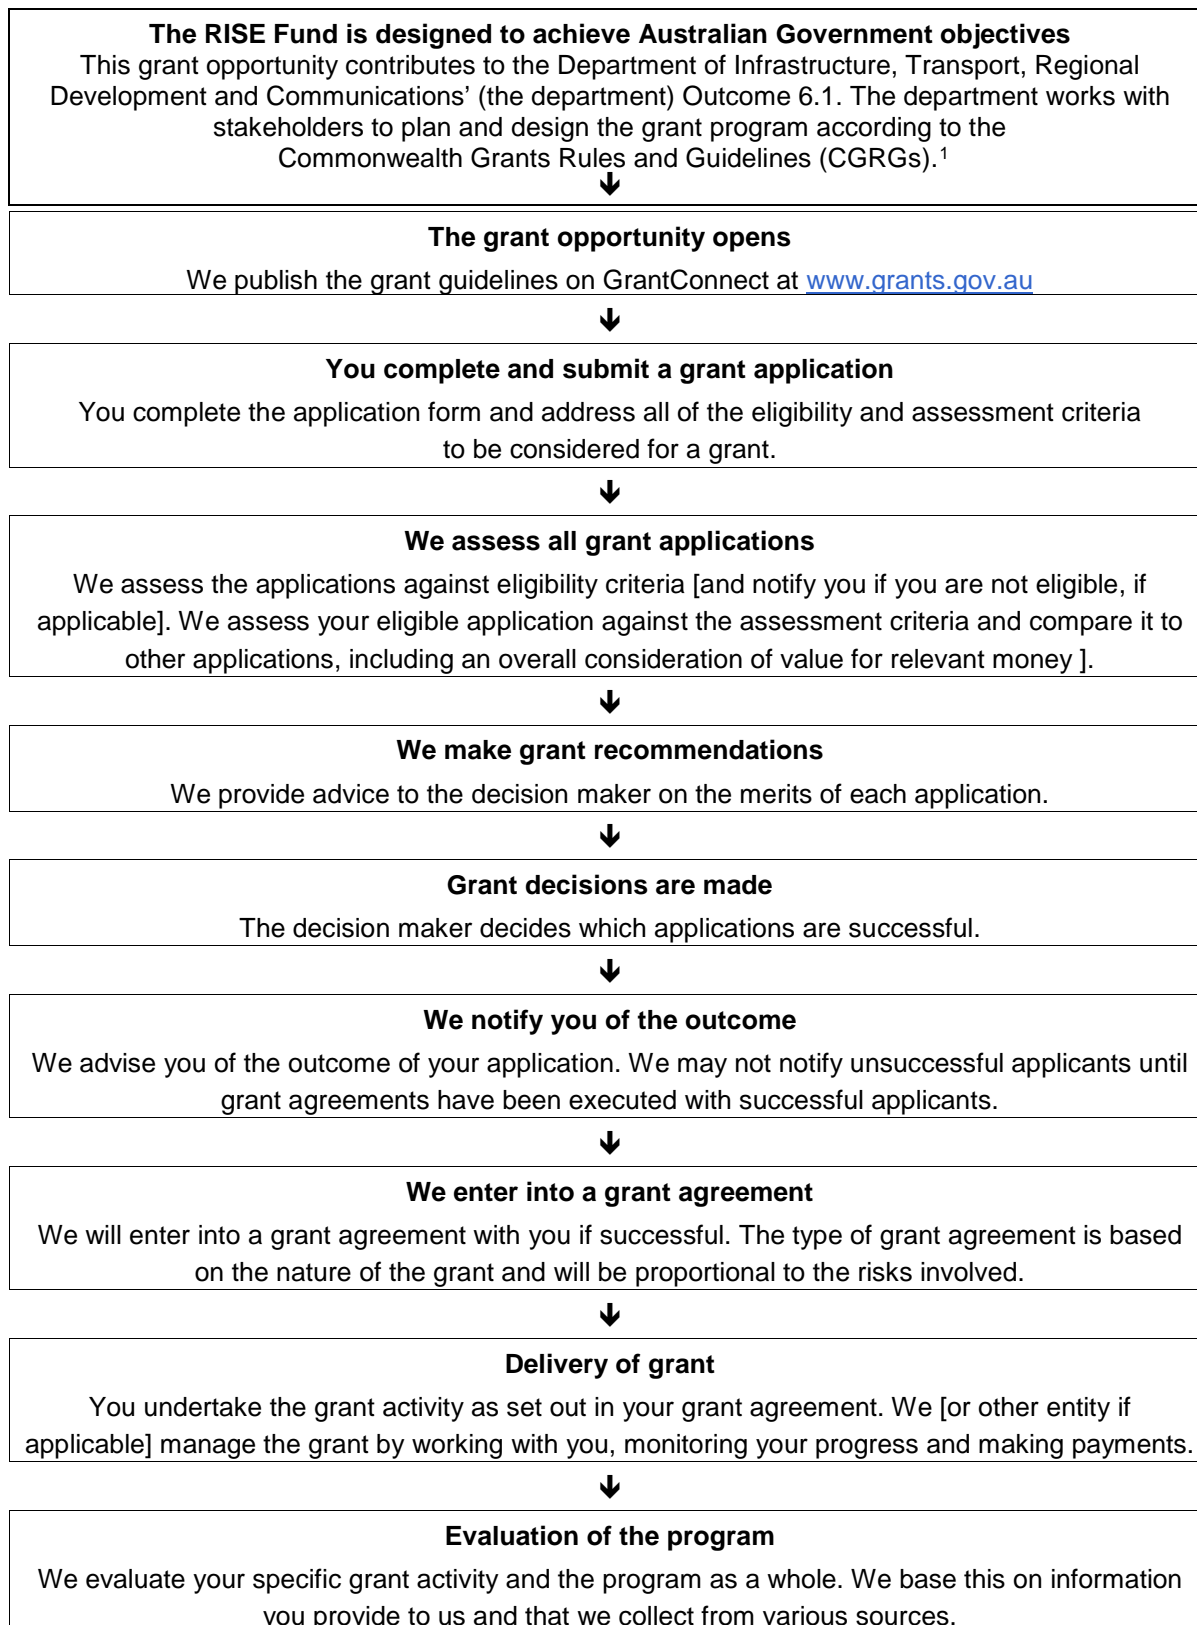 The RISE Fund is designed to achieve Australian Government objectives
This grant opportunity contributes to the Department of Infrastructure, Transport, Regional
Development and Communications’ (the department) Outcome 6.1. The department works with
stakeholders to plan and design the grant program according to the
Commonwealth Grants Rules and Guidelines (CGRGs).¹
The grant opportunity opens
We publish the grant guidelines on GrantConnect at www.grants.gov.au
You complete and submit a grant application
You complete the application form and address all of the eligibility and assessment criteria
to be considered for a grant.
We assess all grant applications
We assess the applications against eligibility criteria [and notify you if you are not eligible, if
applicable]. We assess your eligible application against the assessment criteria and compare it to
other applications, including an overall consideration of value for relevant money ].
We make grant recommendations
We provide advice to the decision maker on the merits of each application.
Grant decisions are made
The decision maker decides which applications are successful.
We notify you of the outcome
We advise you of the outcome of your application. We may not notify unsuccessful applicants until
grant agreements have been executed with successful applicants.
We enter into a grant agreement
We will enter into a grant agreement with you if successful. The type of grant agreement is based
on the nature of the grant and will be proportional to the risks involved.
Delivery of grant
You undertake the grant activity as set out in your grant agreement. We [or other entity if
applicable] manage the grant by working with you, monitoring your progress and making payments.
Evaluation of the program
We evaluate your specific grant activity and the program as a whole. We base this on information
you provide to us and that we collect from various sources.